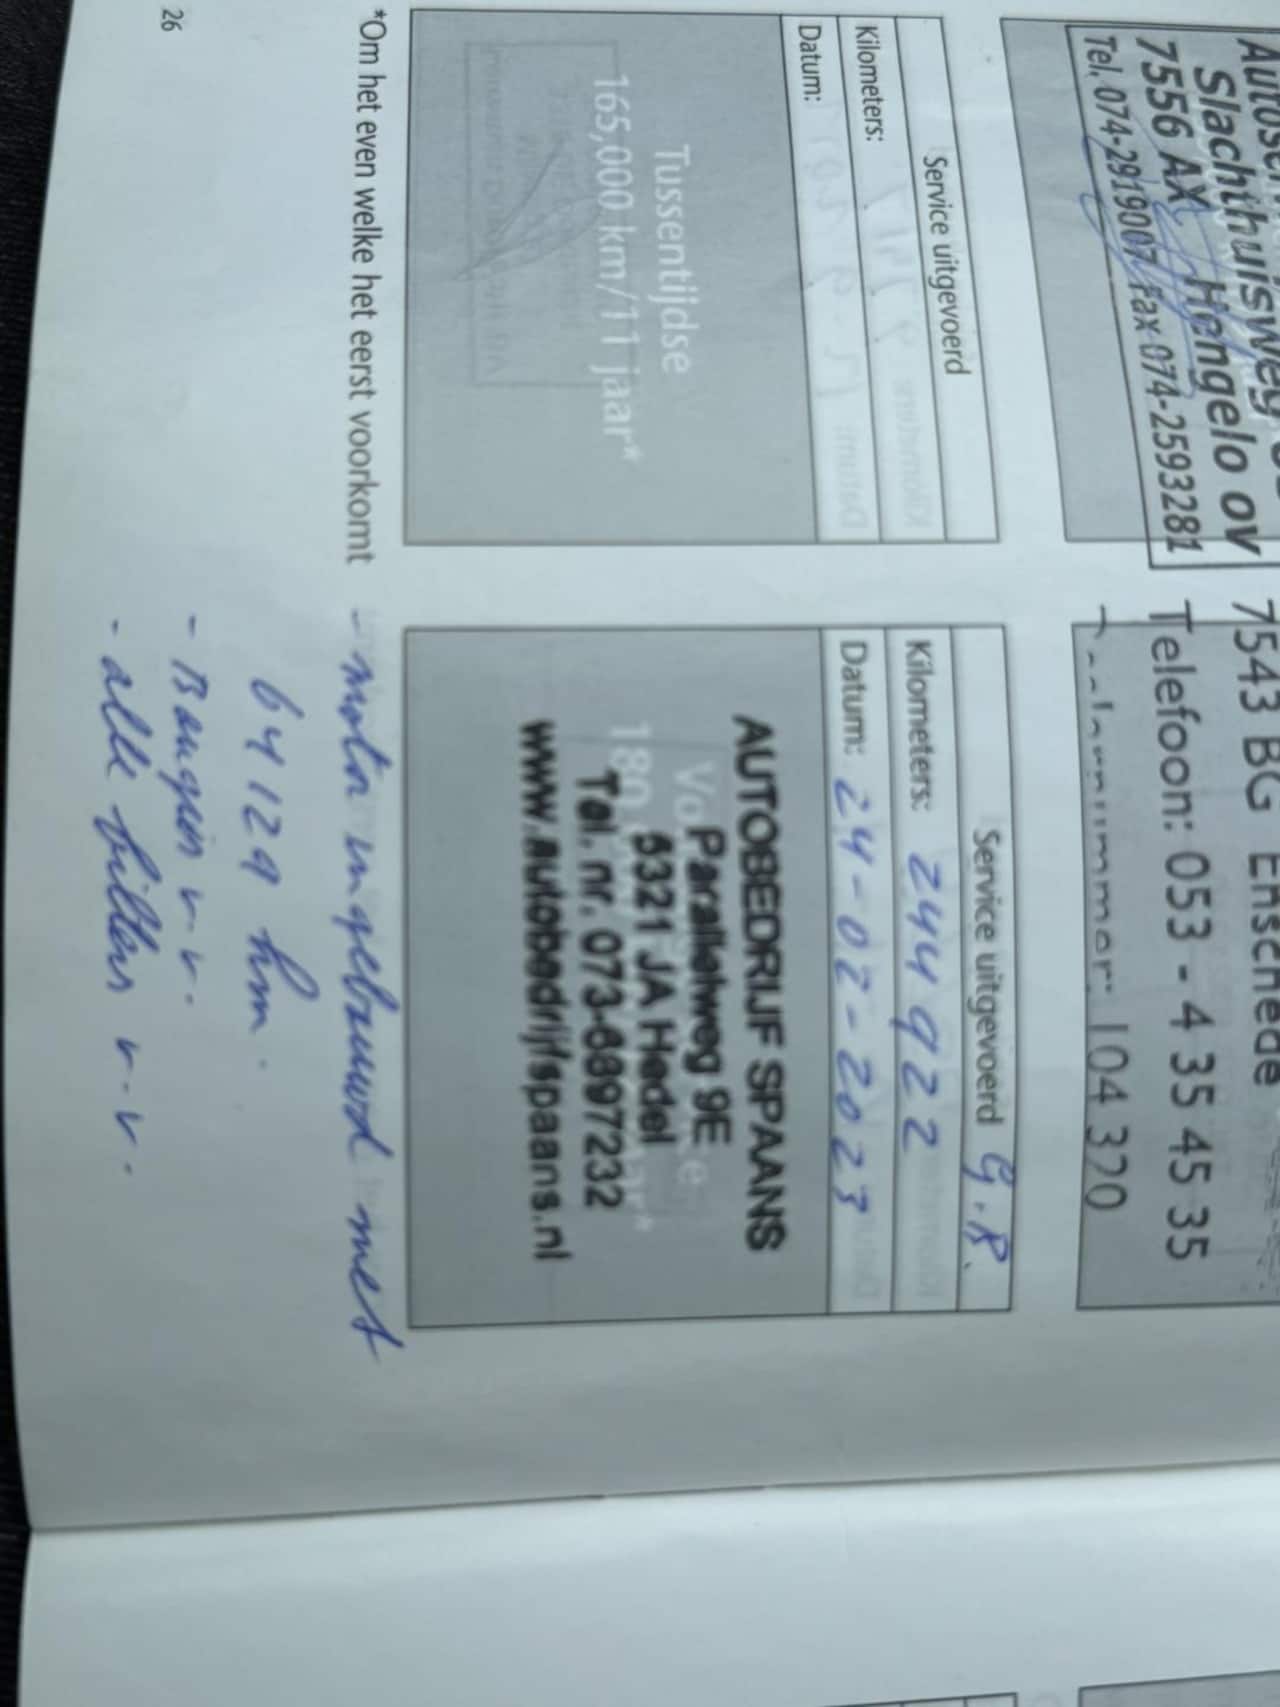 Slachthuisweg
7556 AX Hengelo ov
Tel. 074-2919007 Fax 074-2593281
7543 BG Enschede
Telefoon: 053 - 4 35 45 35
104 320
Service uitgevoerd
Kilometers:
Datum:
Tussentijdse
165,000 km/11 jaar*
Service uitgevoerd G.B.
Kilometers: 244922
Datum: 24-02-2023
AUTOBEDRIJF SPAANS
Parallelweg 9E
5321 JA Hedel
Tel. nr. 073-6897232
www.autobedrijfspaans.nl
*Om het even welke het eerst voorkomt
- motor ingebouwd met
64129 km.
- Bougies v.v.
- alle filters v.v.
26